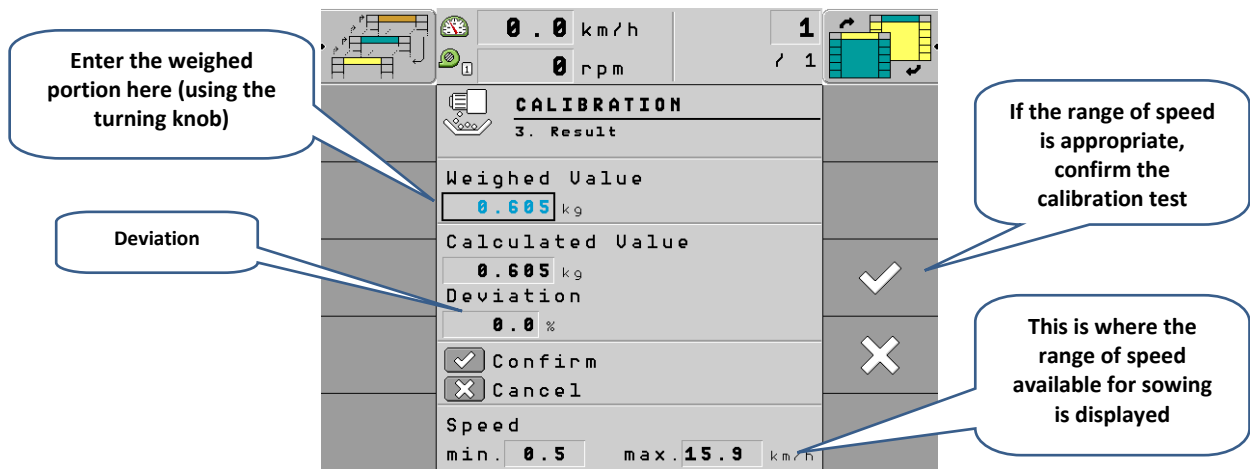 Enter the weighed
portion here (using the
turning knob)
Deviation
0.0 km/h
1
1
0 rpm
/ 1
CALIBRATION
3. Result
Weighed Value
0.605 kg
Calculated Value
0.605 kg
Deviation
0.0 %
Confirm
Cancel
Speed
min. 0.5 max. 15.9 km/h
If the range of speed
is appropriate,
confirm the
calibration test
This is where the
range of speed
available for sowing
is displayed